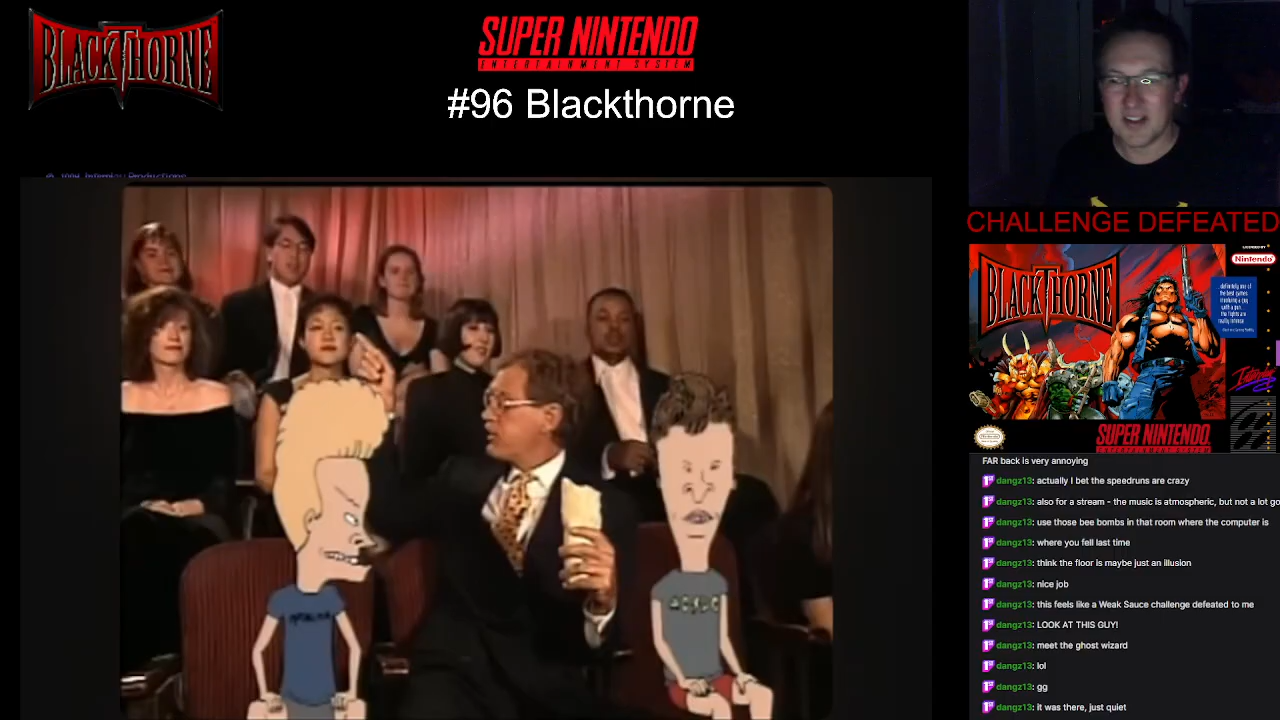 BLACKTHORNE
SUPER NINTENDO
ENTERTAINMENT SYSTEM
#96 Blackthorne
CHALLENGE DEFEATED
BLACKTHORNE
LICENSED BY
Nintendo
Interplay
SUPER NINTENDO
ENTERTAINMENT SYSTEM
FAR back is very annoying
dangz13: actually I bet the speedruns are crazy
dangz13: also for a stream - the music is atmospheric, but not a lot go
dangz13: use those bee bombs in that room where the computer is
dangz13: where you fell last time
dangz13: think the floor is maybe just an illusion
dangz13: nice job
dangz13: this feels like a Weak Sauce challenge defeated to me
dangz13: LOOK AT THIS GUY!
dangz13: meet the ghost wizard
dangz13: lol
dangz13: gg
dangz13: it was there, just quiet